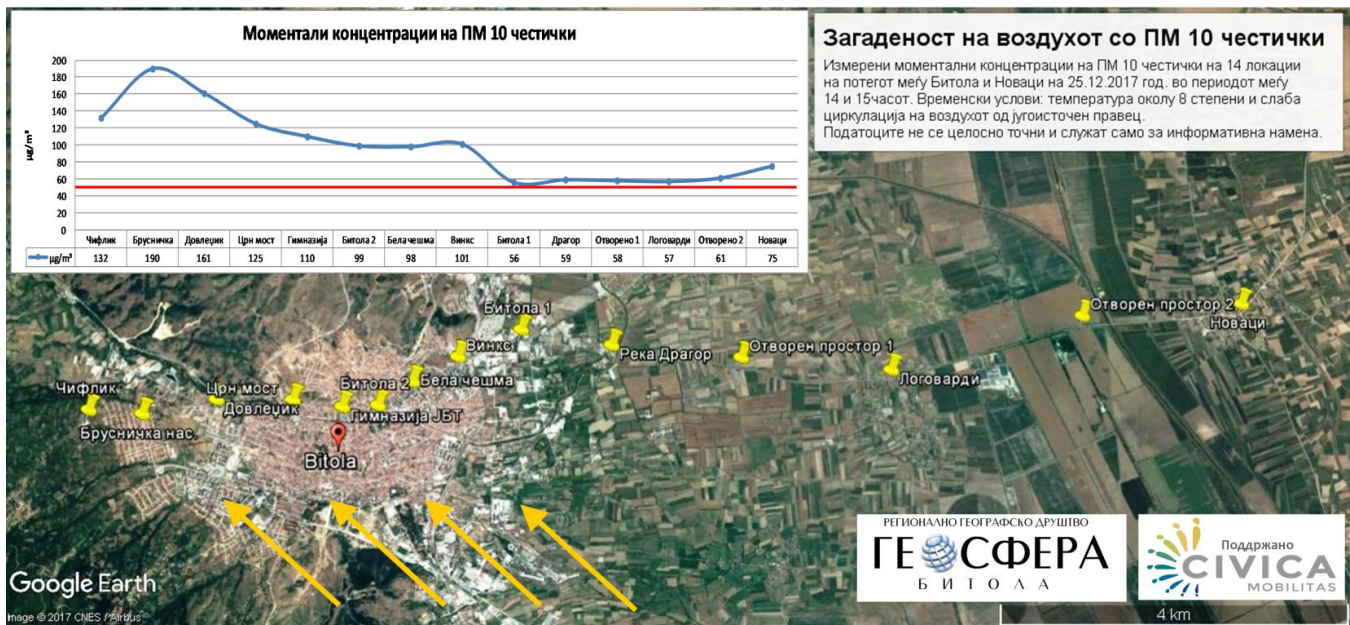 Моментали концентрации на ПМ 10 честички
200
180
160
140
120
100
80
60
40
20
0
µg/m³
Чифлик Брусничка Довлеџик Црн мост Гимназија Битола 2 Бела чешма Винкс Битола 1 Драгор Отворено 1 Логоварди Отворено 2 Новаци
µg/m³ 132 190 161 125 110 99 98 101 56 59 58 57 61 75
Загаденост на воздухот со ПМ 10 честички
Измерени моментални концентрации на ПМ 10 честички на 14 локации
на потегот меѓу Битола и Новаци на 25.12.2017 год. во периодот меѓу
14 и 15часот. Временски услови: температура околу 8 степени и слаба
циркулација на воздухот од југоисточен правец.
Податоците не се целосно точни и служат само за информативна намена.
Битола 1
Отворен простор 2
Новаци
Винкс
Река Драгор
Отворен простор 1
Логоварди
Чифлик
Црн мост
Битола 2
Бела чешма
Довлеџик
Гимназија ЈБТ
Брусничка нас.
Bitola
РЕГИОНАЛНО ГЕОГРАФСКО ДРУШТВО
ГЕОСФЕРА
БИТОЛА
Поддржано
CIVICA
MOBILITAS
Google Earth
Image © 2017 CNES / Airbus
4 km